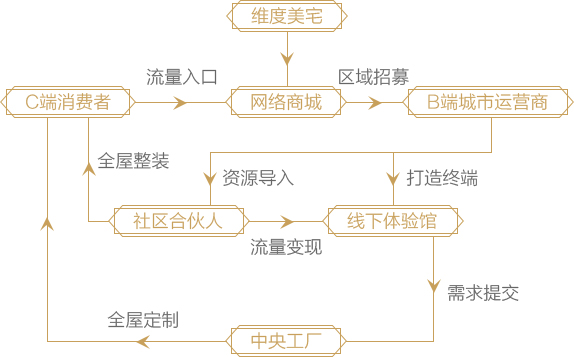 维度美宅
流量入口
区域招募
C端消费者
网络商城
B端城市运营商
全屋整装
资源导入
打造终端
社区合伙人
线下体验馆
流量变现
需求提交
全屋定制
中央工厂